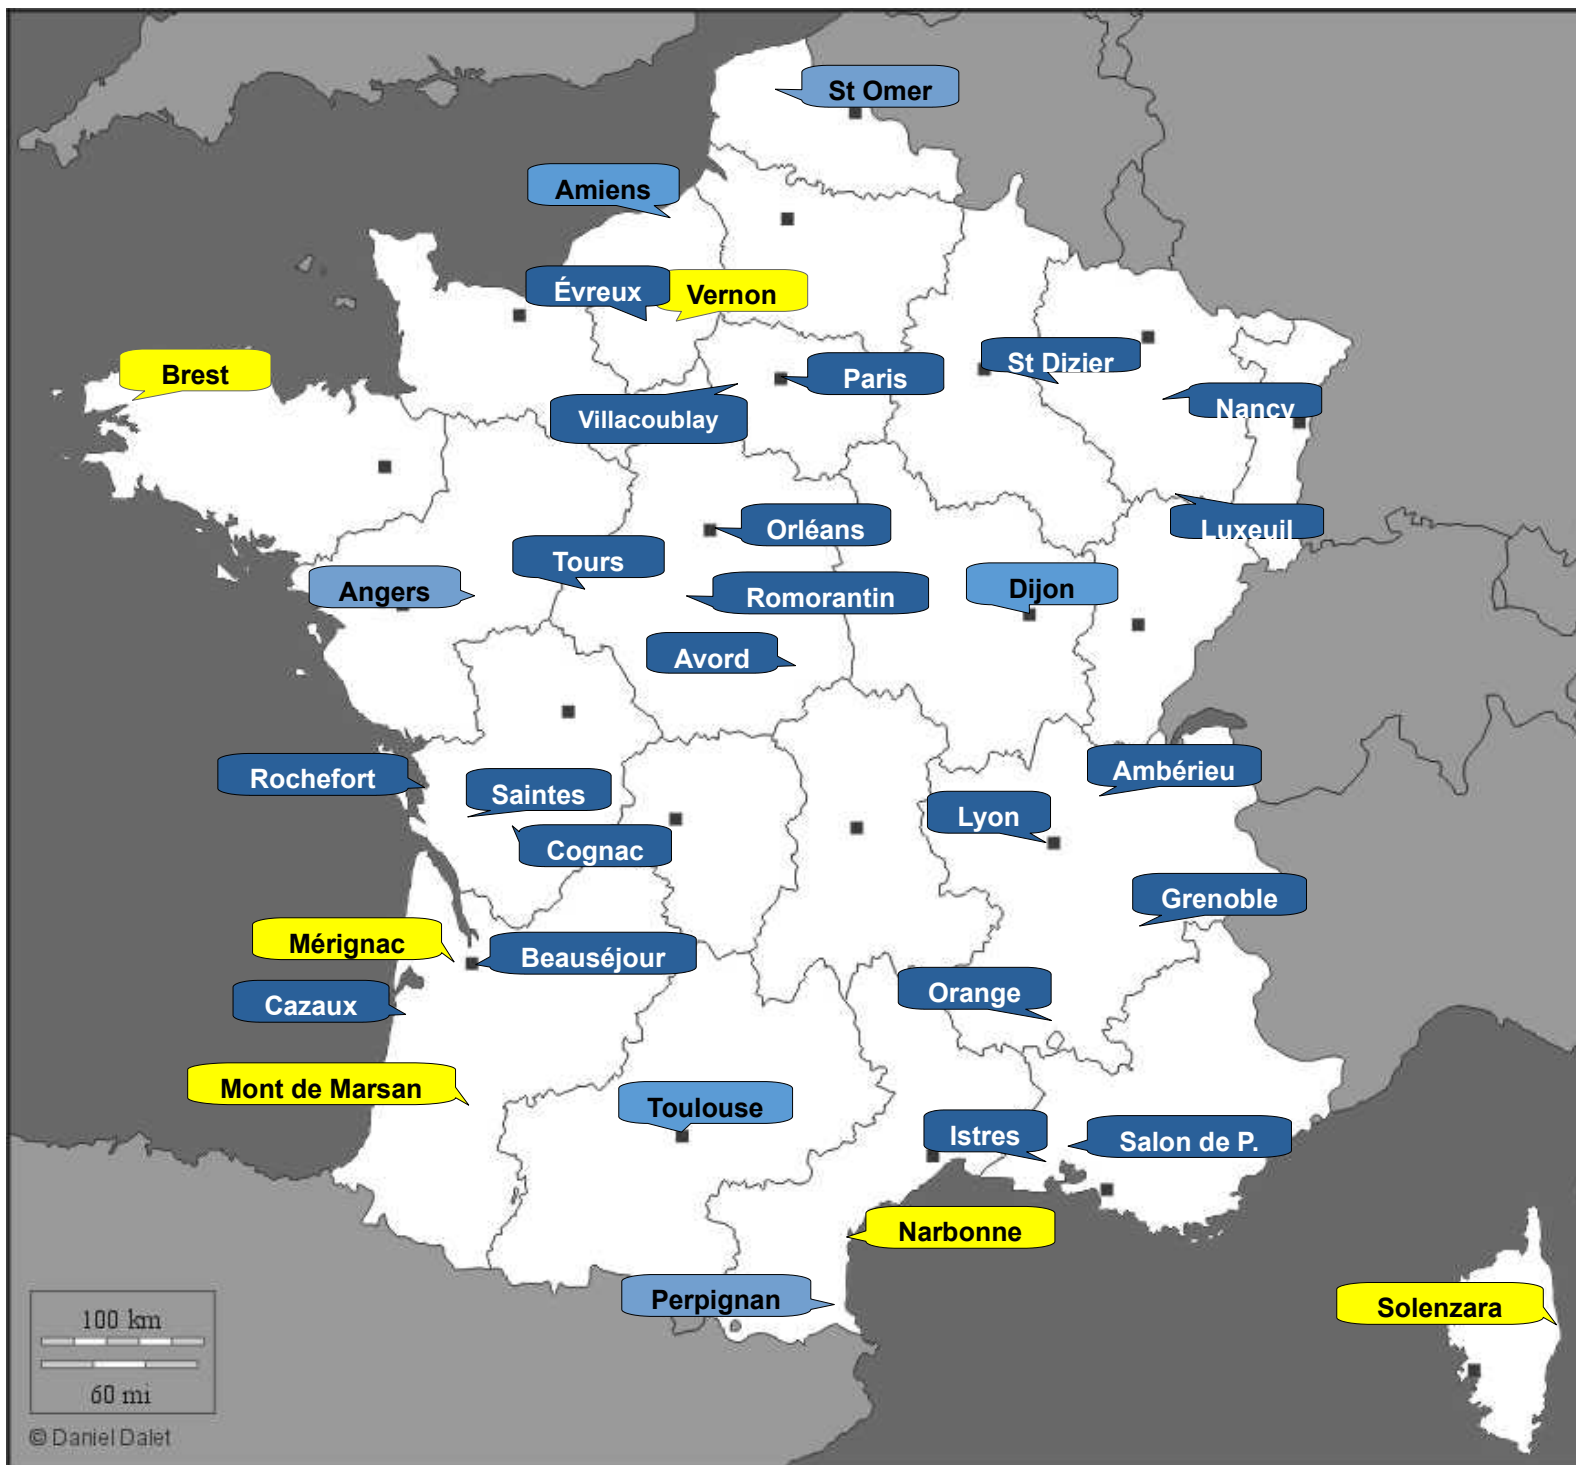 St Omer
Amiens
Évreux
Vernon
Brest
Paris
St Dizier
Villacoublay
Nancy
Orléans
Luxeuil
Tours
Angers
Romorantin
Dijon
Avord
Rochefort
Saintes
Ambérieu
Lyon
Cognac
Grenoble
Mérignac
Beauséjour
Cazaux
Orange
Mont de Marsan
Toulouse
Istres
Salon de P.
Narbonne
Perpignan
Solenzara
100 km
60 mi
© Daniel Dalet